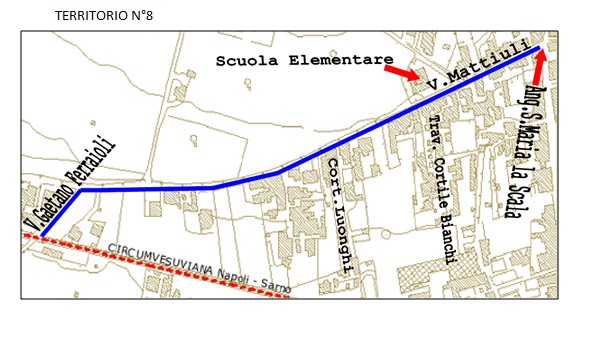 TERRITORIO N°8
Scuola Elementare
V.Mattiuli
Ang.S.Maria la Scala
Trav. Cortile Bianchi
Cort.Luonghi
V.Gaetano Ferraioli
CIRCUMVESUVIANA Napoli - Sarno